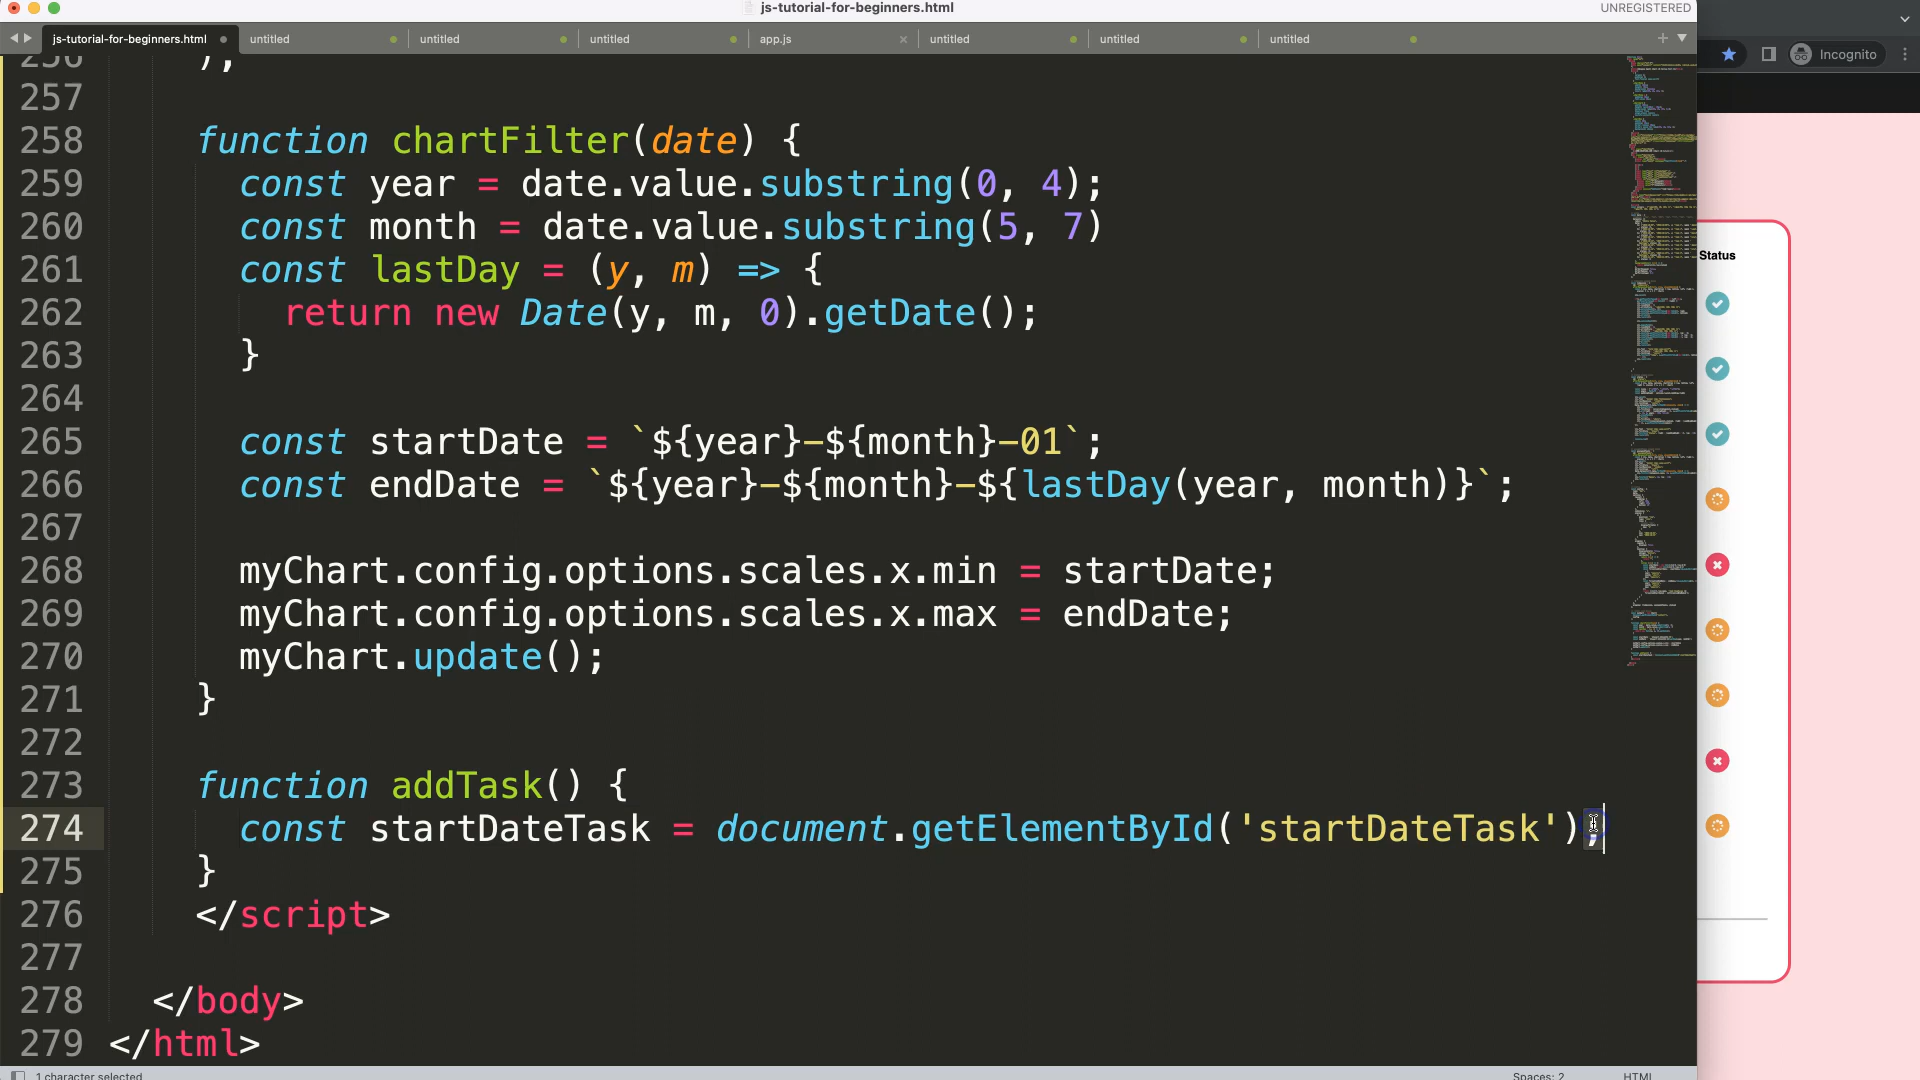 js-tutorial-for-beginners.html
UNREGISTERED
js-tutorial-for-beginners.html
untitled
untitled
untitled
app.js
untitled
untitled
untitled
Incognito
256 ),
257
258 function chartFilter(date) {
259 const year = date.value.substring(0, 4);
260 const month = date.value.substring(5, 7)
261 const lastDay = (y, m) => {
262 return new Date(y, m, 0).getDate();
263 }
264
265 const startDate = `${year}-${month}-01`;
266 const endDate = `${year}-${month}-${lastDay(year, month)}`;
267
268 myChart.config.options.scales.x.min = startDate;
269 myChart.config.options.scales.x.max = endDate;
270 myChart.update();
271 }
272
273 function addTask() {
274 const startDateTask = document.getElementById('startDateTask');
275 }
276 </script>
277
278 </body>
279 </html>
Status
1 character selected
Spaces: 2
HTML